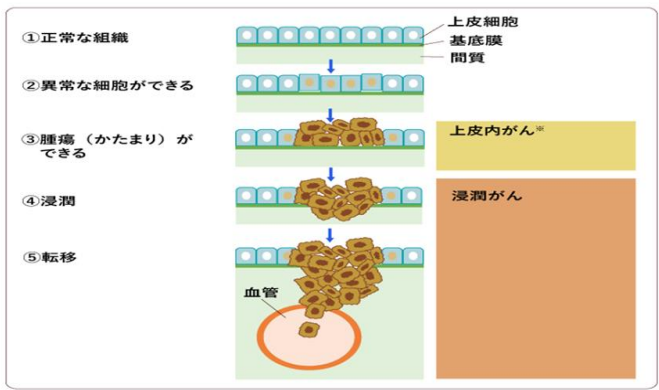 ①正常な組織
上皮細胞
基底膜
間質
②異常な細胞ができる
③腫瘍（かたまり）が
できる
上皮内がん※
④浸潤
浸潤がん
⑤転移
血管